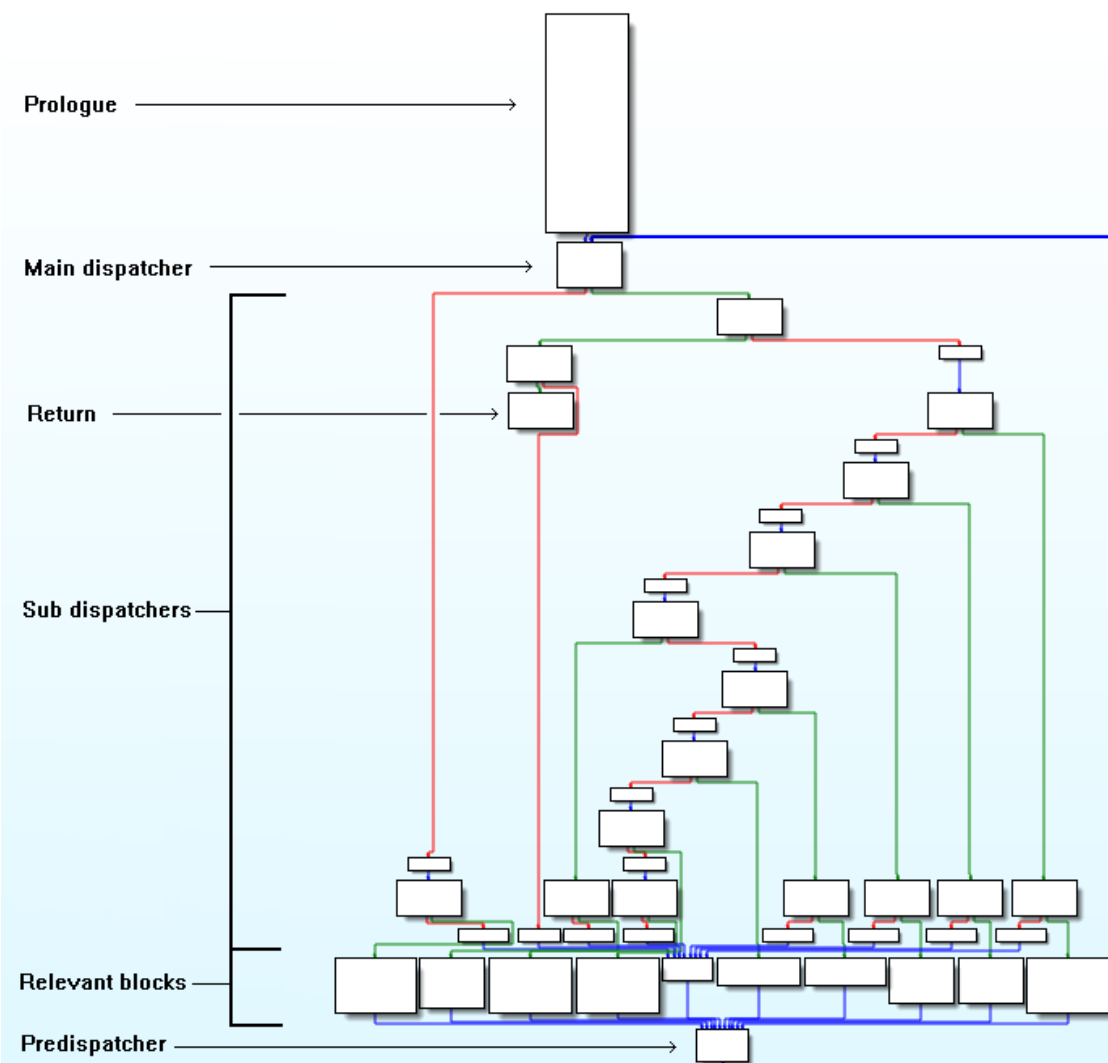 Prologue
Main dispatcher
Return
Sub dispatchers
Relevant blocks
Predispatcher